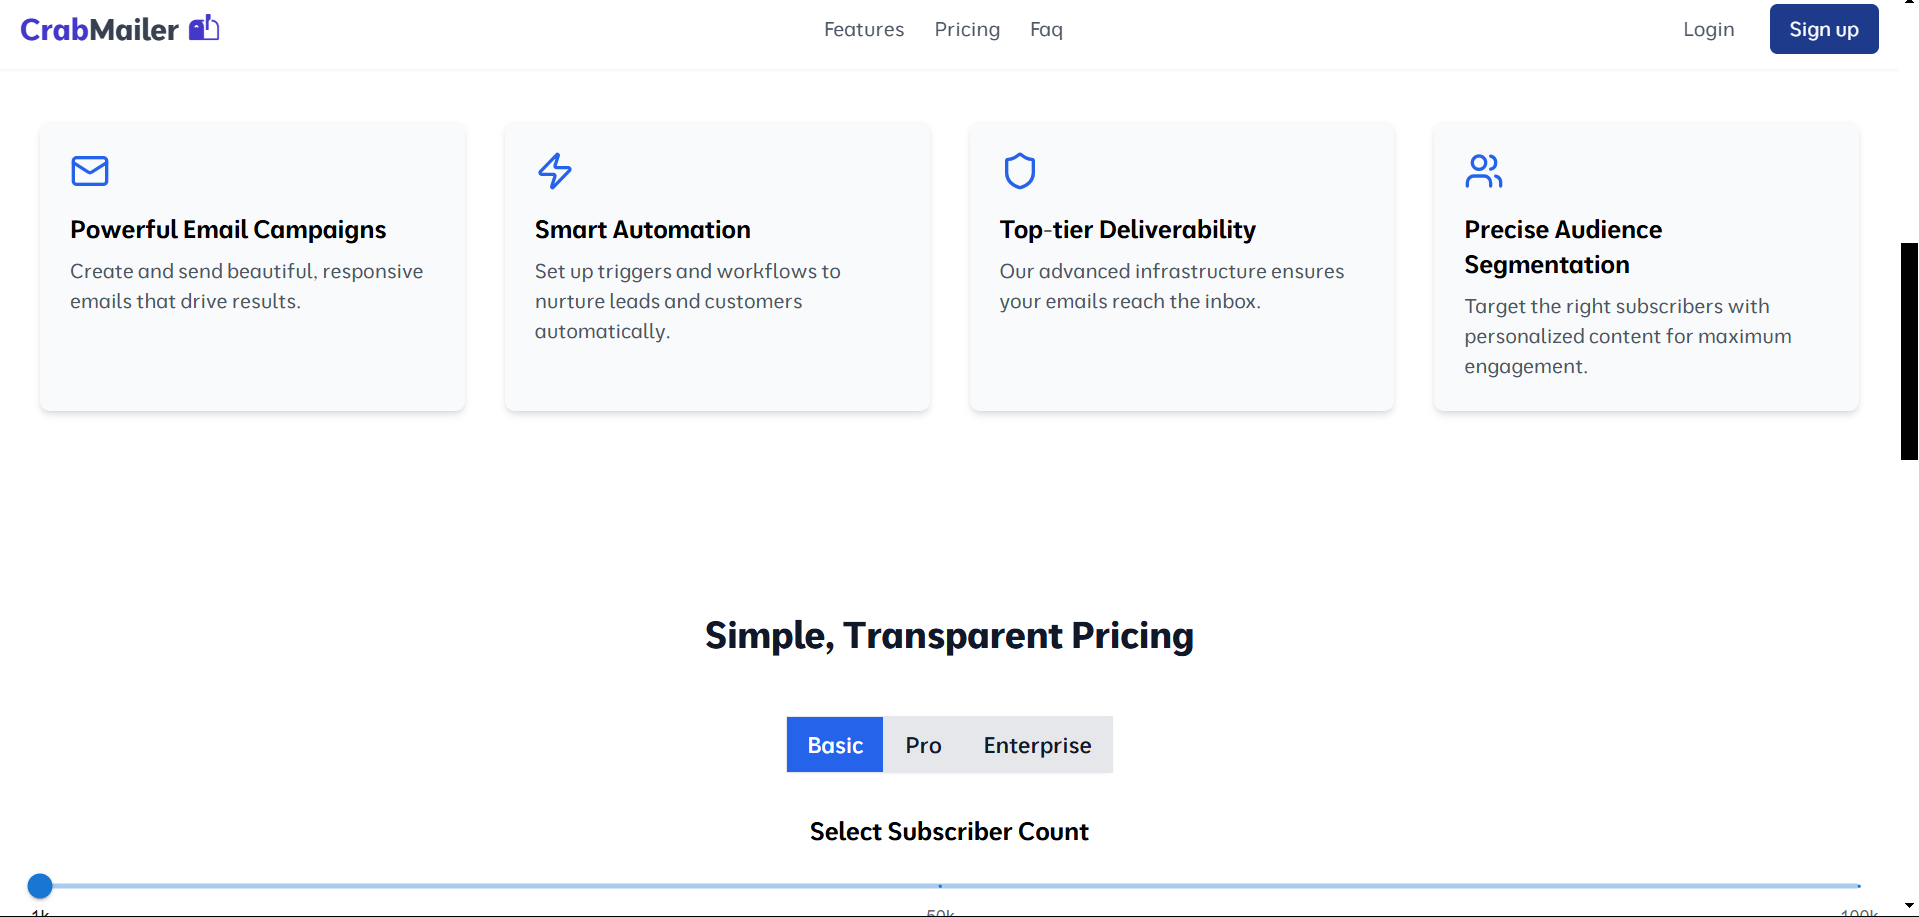 CrabMailer
Features Pricing Faq
Login
Sign up
Powerful Email Campaigns
Create and send beautiful, responsive
emails that drive results.
Smart Automation
Set up triggers and workflows to
nurture leads and customers
automatically.
Top-tier Deliverability
Our advanced infrastructure ensures
your emails reach the inbox.
Precise Audience
Segmentation
Target the right subscribers with
personalized content for maximum
engagement.
Simple, Transparent Pricing
Basic Pro Enterprise
Select Subscriber Count
1k 50k 100k